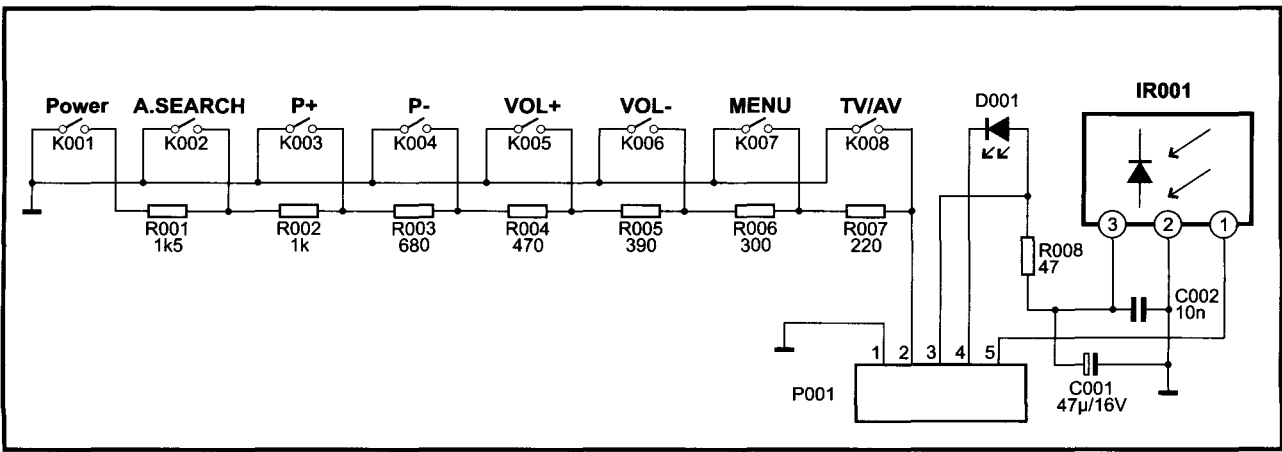 Power A.SEARCH P+ P- VOL+ VOL- MENU TV/AV D001 IR001
K001 K002 K003 K004 K005 K006 K007 K008
3 2 1
R001 R002 R003 R004 R005 R006 R007 R008
1k5 1k 680 470 390 300 220 47
C002
10n
1 2 3 4 5
P001
C001
47µ/16V